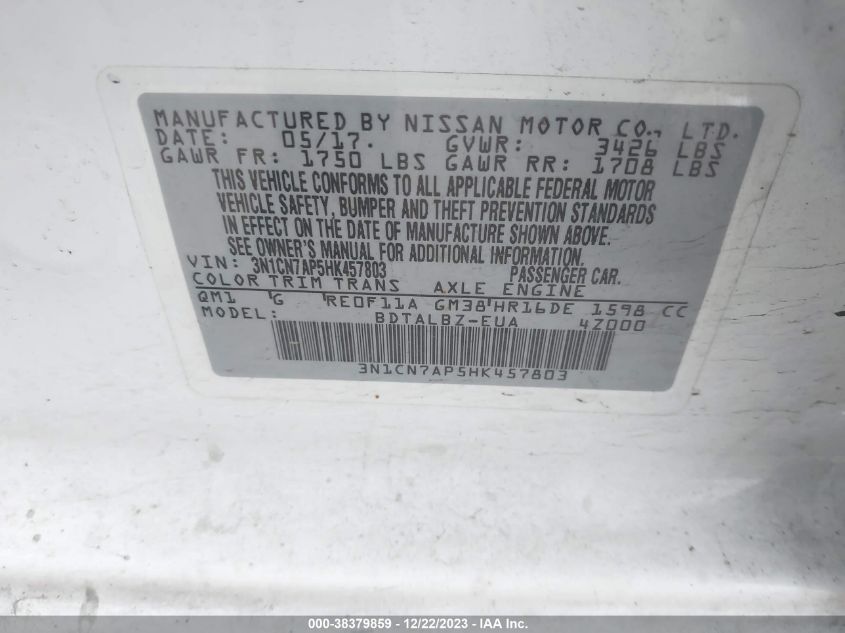 MANUFACTURED BY NISSAN MOTOR CO., LTD.
DATE: 05/17. GVWR: 3426 LBS
GAWR FR: 1750 LBS GAWR RR: 1708 LBS
THIS VEHICLE CONFORMS TO ALL APPLICABLE FEDERAL MOTOR
VEHICLE SAFETY, BUMPER AND THEFT PREVENTION STANDARDS
IN EFFECT ON THE DATE OF MANUFACTURE SHOWN ABOVE.
SEE OWNER'S MANUAL FOR ADDITIONAL INFORMATION.
VIN: 3N1CN7AP5HK457803 PASSENGER CAR.
COLOR TRIM TRANS AXLE ENGINE
QM1 G RE0F11A GM38 HR16DE 1598 CC
MODEL: BDTALBZ-EUA 4Z000
3N1CN7AP5HK457803
000-38379859 - 12/22/2023 - IAA Inc.